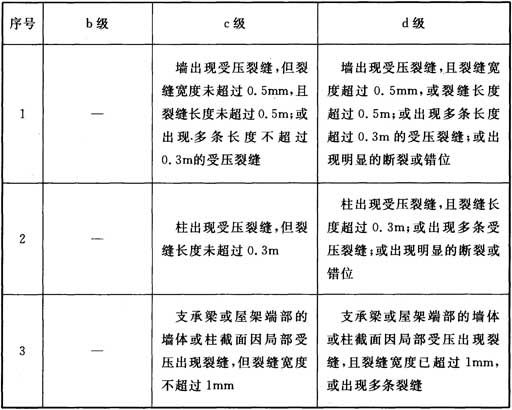 序号
b级
c级
d级
1
—
墙出现受压裂缝,但裂
缝宽度未超过0.5mm,且
裂缝长度未超过0.5m;或
出现多条长度不超过
0.3m的受压裂缝
墙出现受压裂缝,且裂缝宽
度超过0.5mm,或裂缝长度
超过0.5m;或出现多条长度
超过0.3m的受压裂缝;或出
现明显的断裂或错位
2
—
柱出现受压裂缝,但裂
缝长度未超过0.3m
柱出现受压裂缝,且裂缝长
度超过0.3m;或出现多条受
压裂缝;或出现明显的断裂或
错位
3
—
支承梁或屋架端部的
墙体或柱截面因局部受
压出现裂缝,但裂缝宽度
不超过1mm
支承梁或屋架端部的墙体
或柱截面因局部受压出现裂
缝,且裂缝宽度已超过1mm,
或出现多条裂缝